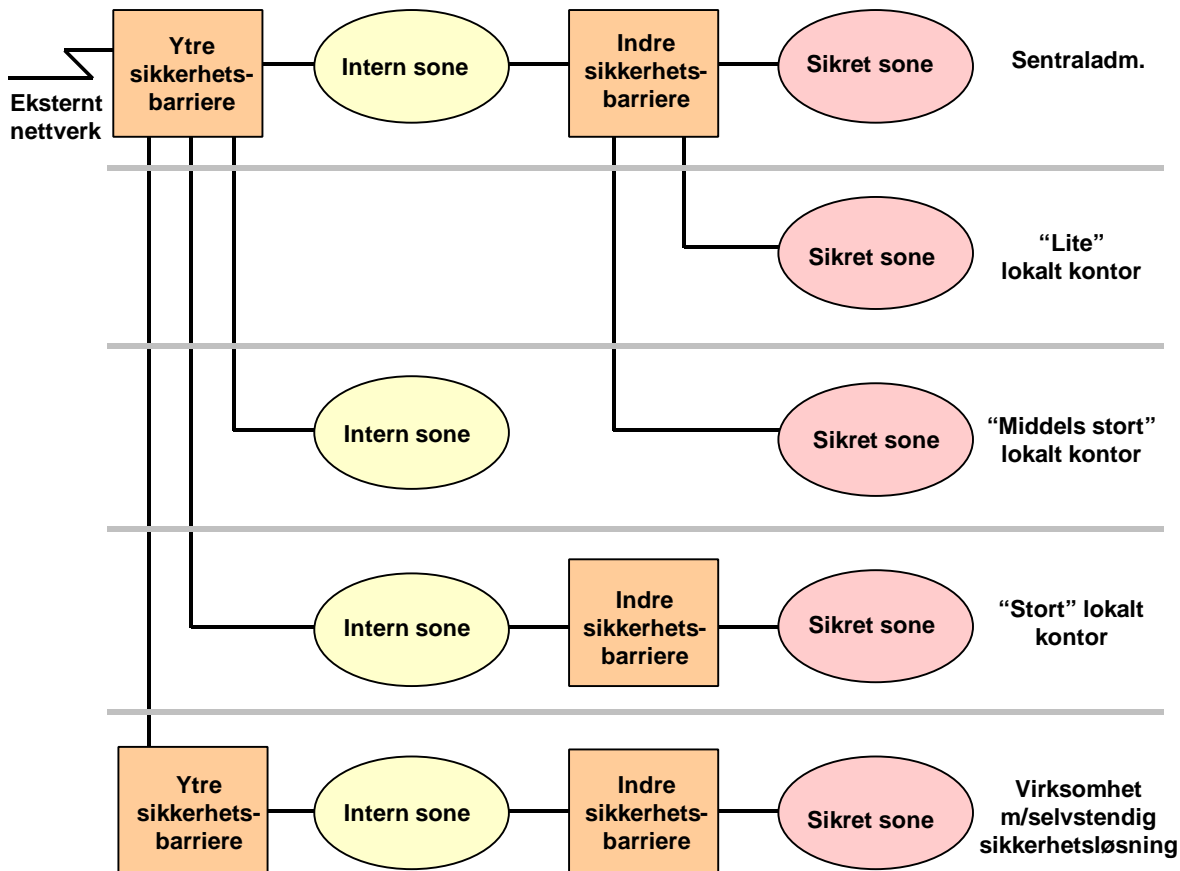 Eksternt
nettverk
Ytre
sikkerhets-
barriere
Intern sone
Indre
sikkerhets-
barriere
Sikret sone
Sentraladm.
Sikret sone
“Lite”
lokalt kontor
Intern sone
Sikret sone
“Middels stort”
lokalt kontor
Intern sone
Indre
sikkerhets-
barriere
Sikret sone
“Stort” lokalt
kontor
Ytre
sikkerhets-
barriere
Intern sone
Indre
sikkerhets-
barriere
Sikret sone
Virksomhet
m/selvstendig
sikkerhetsløsning